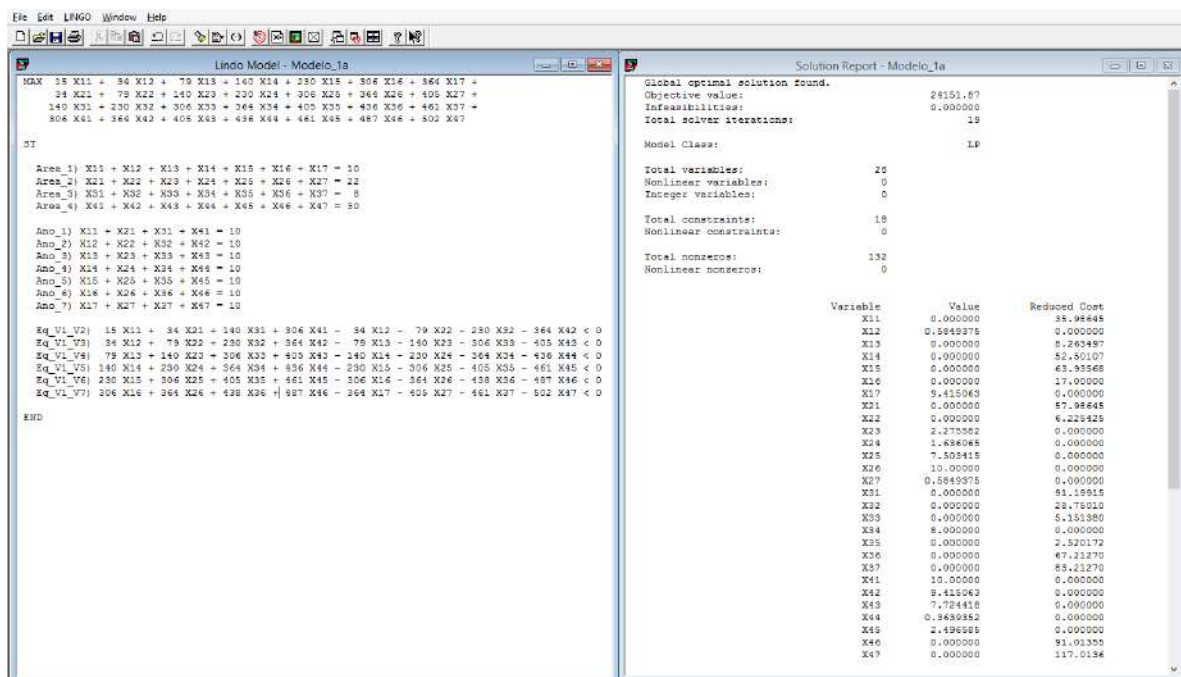 File Edit LINGO Window Help
Lindo Model - Modelo_1a
MAX 15 X11 + 34 X12 + 79 X13 + 140 X14 + 230 X15 + 306 X16 + 364 X17 +
34 X21 + 79 X22 + 140 X23 + 230 X24 + 306 X25 + 364 X26 + 405 X27 +
140 X31 + 230 X32 + 306 X33 + 364 X34 + 405 X35 + 436 X36 + 461 X37 +
306 X41 + 364 X42 + 405 X43 + 436 X44 + 461 X45 + 487 X46 + 502 X47
ST
Area_1) X11 + X12 + X13 + X14 + X15 + X16 + X17 = 10
Area_2) X21 + X22 + X23 + X24 + X25 + X26 + X27 = 22
Area_3) X31 + X32 + X33 + X34 + X35 + X36 + X37 = 8
Area_4) X41 + X42 + X43 + X44 + X45 + X46 + X47 = 30
Ano_1) X11 + X21 + X31 + X41 = 10
Ano_2) X12 + X22 + X32 + X42 = 10
Ano_3) X13 + X23 + X33 + X43 = 10
Ano_4) X14 + X24 + X34 + X44 = 10
Ano_5) X15 + X25 + X35 + X45 = 10
Ano_6) X16 + X26 + X36 + X46 = 10
Ano_7) X17 + X27 + X37 + X47 = 10
Eq_V1_V2) 15 X11 + 34 X21 + 140 X31 + 306 X41 - 34 X12 - 79 X22 - 230 X32 - 364 X42 < 0
Eq_V1_V3) 34 X12 + 79 X22 + 230 X32 + 364 X42 - 79 X13 - 140 X23 - 306 X33 - 405 X43 < 0
Eq_V1_V4) 79 X13 + 140 X23 + 306 X33 + 405 X43 - 140 X14 - 230 X24 - 364 X34 - 436 X44 < 0
Eq_V1_V5) 140 X14 + 230 X24 + 364 X34 + 436 X44 - 230 X15 - 306 X25 - 405 X35 - 461 X45 < 0
Eq_V1_V6) 230 X15 + 306 X25 + 405 X35 + 461 X45 - 306 X16 - 364 X26 - 438 X36 - 487 X46 < 0
Eq_V1_V7) 306 X16 + 364 X26 + 438 X36 + 487 X46 - 364 X17 - 405 X27 - 461 X37 - 502 X47 < 0
END
Solution Report - Modelo_1a
Global optimal solution found.
Objective value: 24151.87
Infeasibilities: 0.000000
Total solver iterations: 19
Model Class: LP
Total variables: 28
Nonlinear variables: 0
Integer variables: 0
Total constraints: 18
Nonlinear constraints: 0
Total nonzeros: 132
Nonlinear nonzeros: 0
Variable Value Reduced Cost
X11 0.000000 35.98645
X12 0.5849375 0.000000
X13 0.000000 8.263497
X14 0.000000 52.50107
X15 0.000000 63.93568
X16 0.000000 17.00000
X17 9.415063 0.000000
X21 0.000000 57.98645
X22 0.000000 6.225425
X23 2.275582 0.000000
X24 1.636065 0.000000
X25 7.503415 0.000000
X26 10.00000 0.000000
X27 0.5849375 0.000000
X31 0.000000 91.19915
X32 0.000000 28.75010
X33 0.000000 5.151380
X34 8.000000 0.000000
X35 0.000000 2.520172
X36 0.000000 67.21270
X37 0.000000 83.21270
X41 10.00000 0.000000
X42 9.415063 0.000000
X43 7.724418 0.000000
X44 0.3639352 0.000000
X45 2.496585 0.000000
X46 0.000000 91.01355
X47 0.000000 117.0136